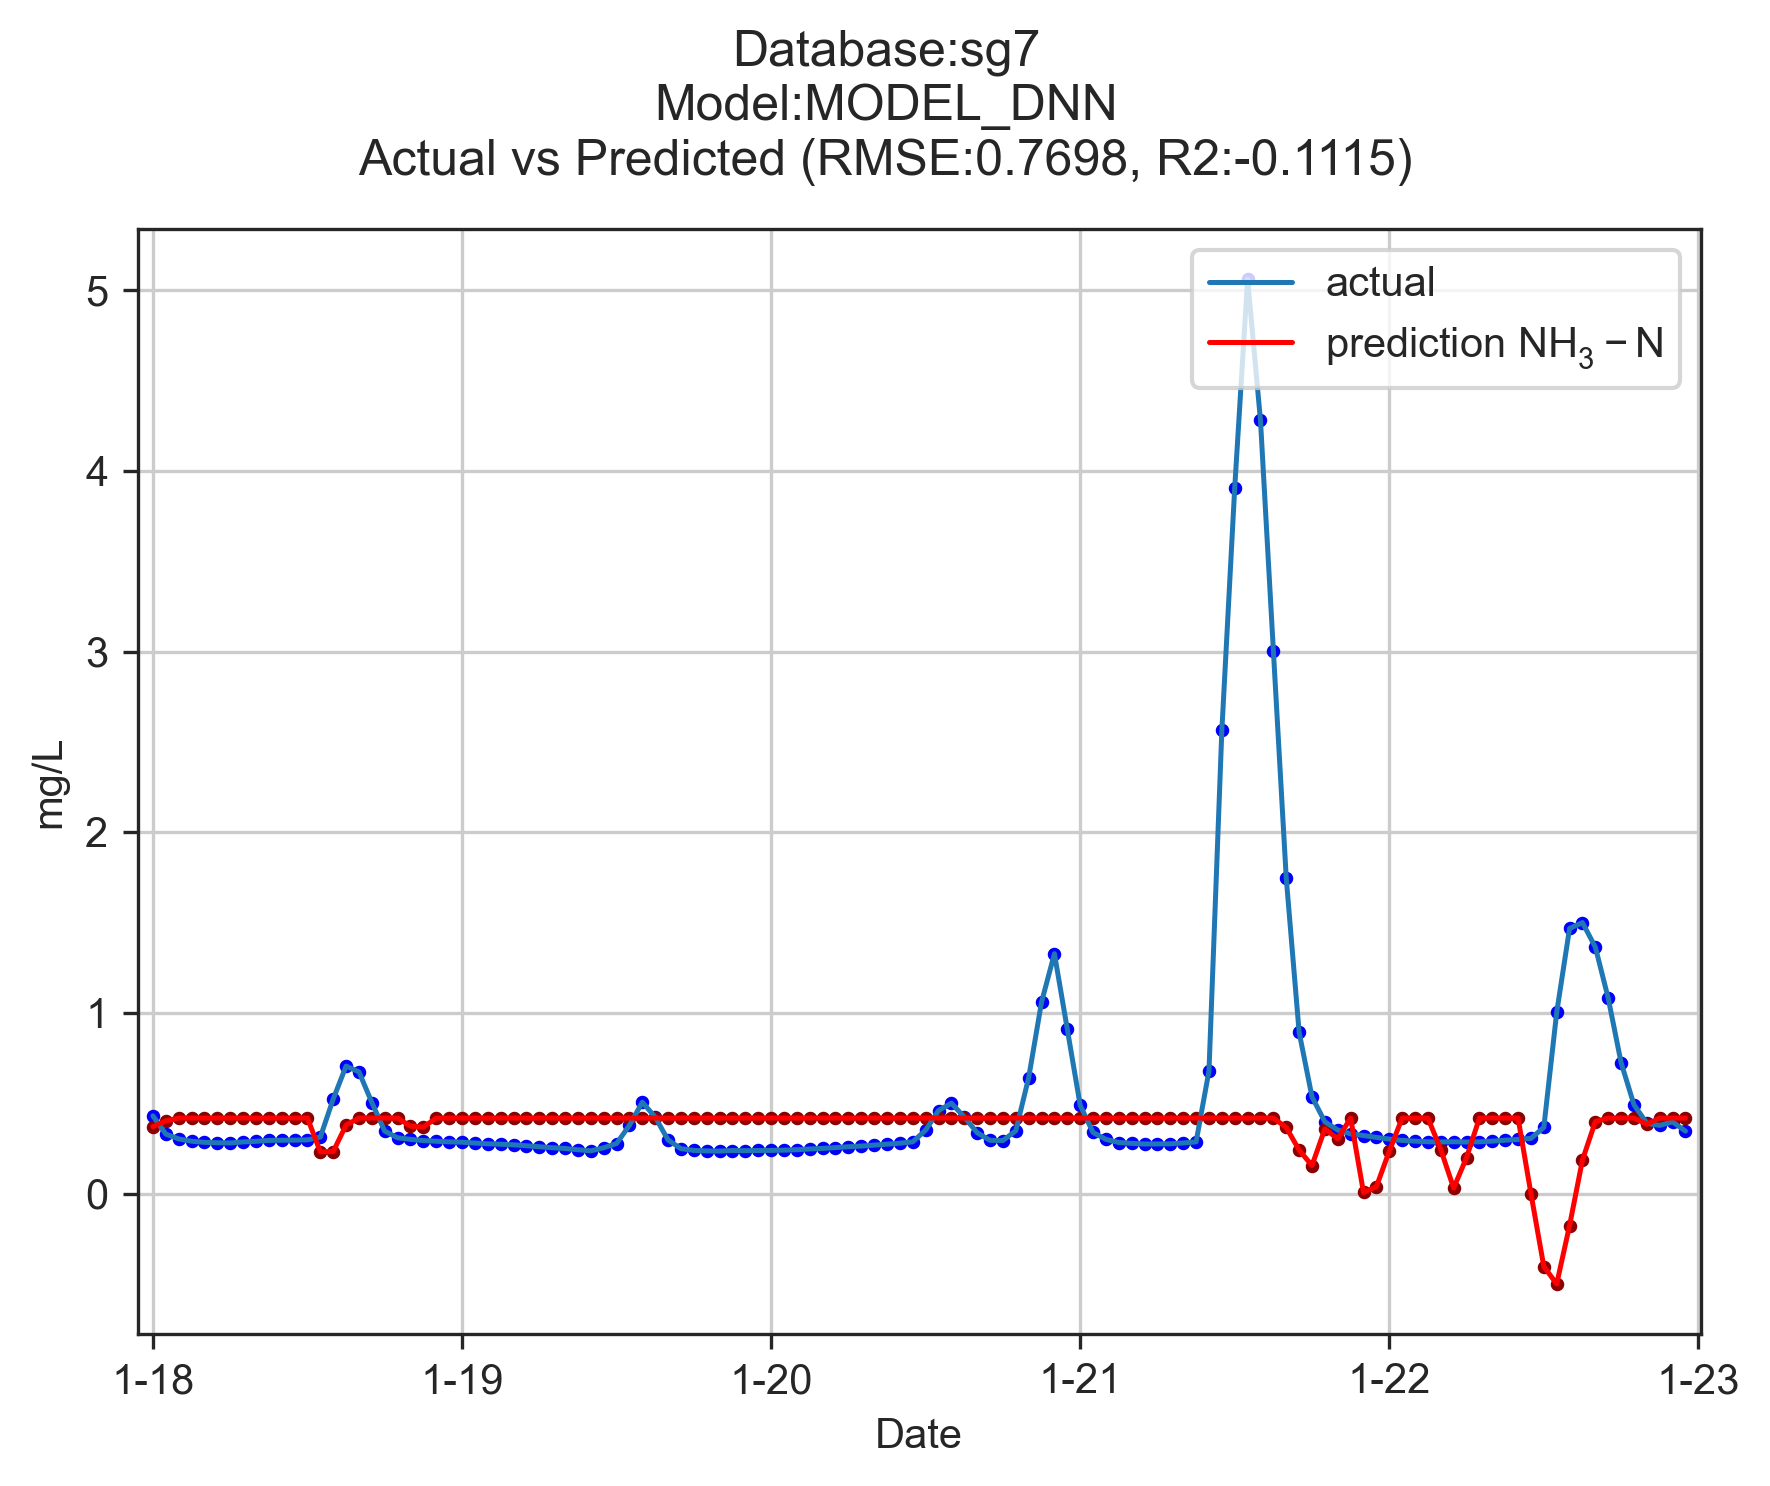 Database:sg7
Model:MODEL_DNN
Actual vs Predicted (RMSE:0.7698, R2:-0.1115)
actual
prediction NH₃ − N
5
4
3
2
1
0
mg/L
1-18 1-19 1-20 1-21 1-22 1-23
Date